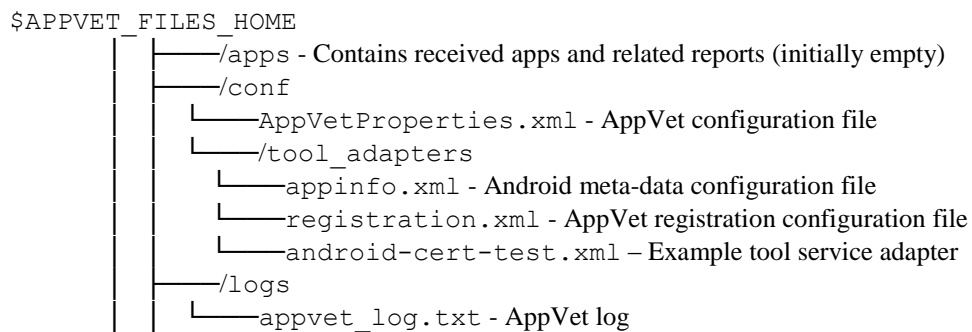 $APPVET_FILES_HOME
/apps - Contains received apps and related reports (initially empty)
/conf
AppVetProperties.xml - AppVet configuration file
/tool_adapters
appinfo.xml - Android meta-data configuration file
registration.xml - AppVet registration configuration file
android-cert-test.xml – Example tool service adapter
/logs
appvet_log.txt - AppVet log